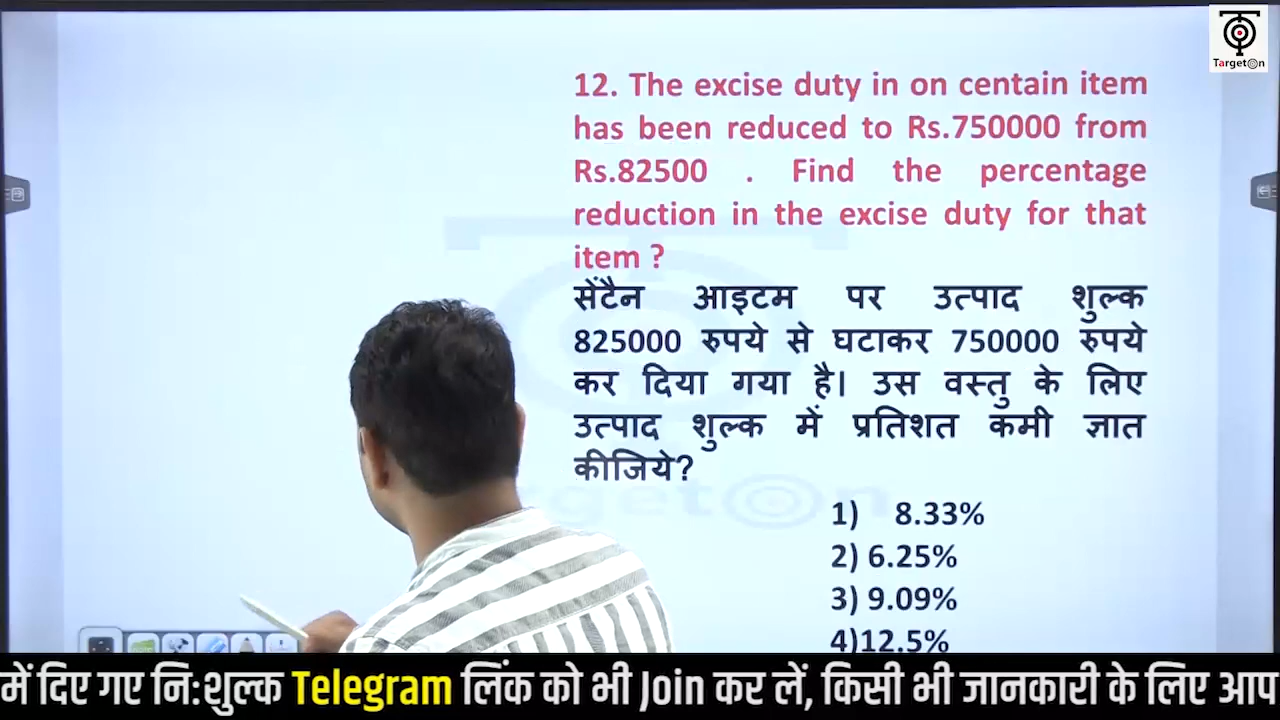 TargetOn
12. The excise duty in on centain item
has been reduced to Rs.750000 from
Rs.82500 . Find the percentage
reduction in the excise duty for that
item ?
सेंटैन आइटम पर उत्पाद शुल्क
825000 रुपये से घटाकर 750000 रुपये
कर दिया गया है। उस वस्तु के लिए
उत्पाद शुल्क में प्रतिशत कमी ज्ञात
कीजिये?
1) 8.33%
2) 6.25%
3) 9.09%
4)12.5%
में दिए गए नि:शुल्क Telegram लिंक को भी Join कर लें, किसी भी जानकारी के लिए आप